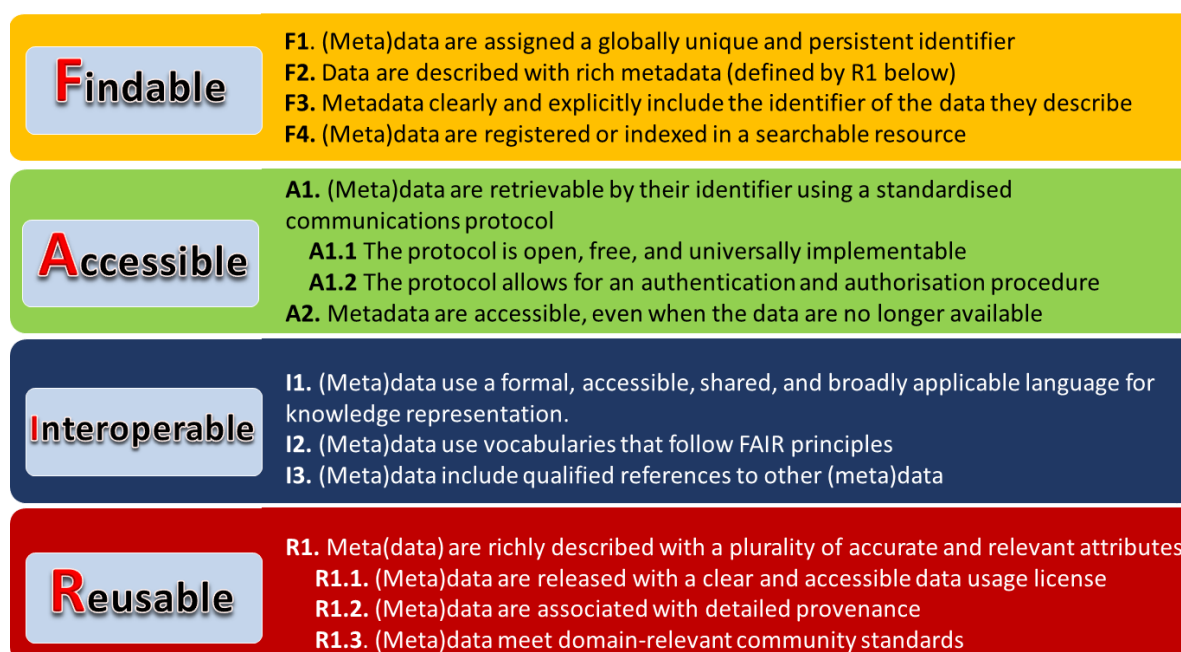 Findable
F1. (Meta)data are assigned a globally unique and persistent identifier
F2. Data are described with rich metadata (defined by R1 below)
F3. Metadata clearly and explicitly include the identifier of the data they describe
F4. (Meta)data are registered or indexed in a searchable resource
Accessible
A1. (Meta)data are retrievable by their identifier using a standardised
communications protocol
A1.1 The protocol is open, free, and universally implementable
A1.2 The protocol allows for an authentication and authorisation procedure
A2. Metadata are accessible, even when the data are no longer available
Interoperable
I1. (Meta)data use a formal, accessible, shared, and broadly applicable language for
knowledge representation.
I2. (Meta)data use vocabularies that follow FAIR principles
I3. (Meta)data include qualified references to other (meta)data
Reusable
R1. Meta(data) are richly described with a plurality of accurate and relevant attributes
R1.1. (Meta)data are released with a clear and accessible data usage license
R1.2. (Meta)data are associated with detailed provenance
R1.3. (Meta)data meet domain-relevant community standards